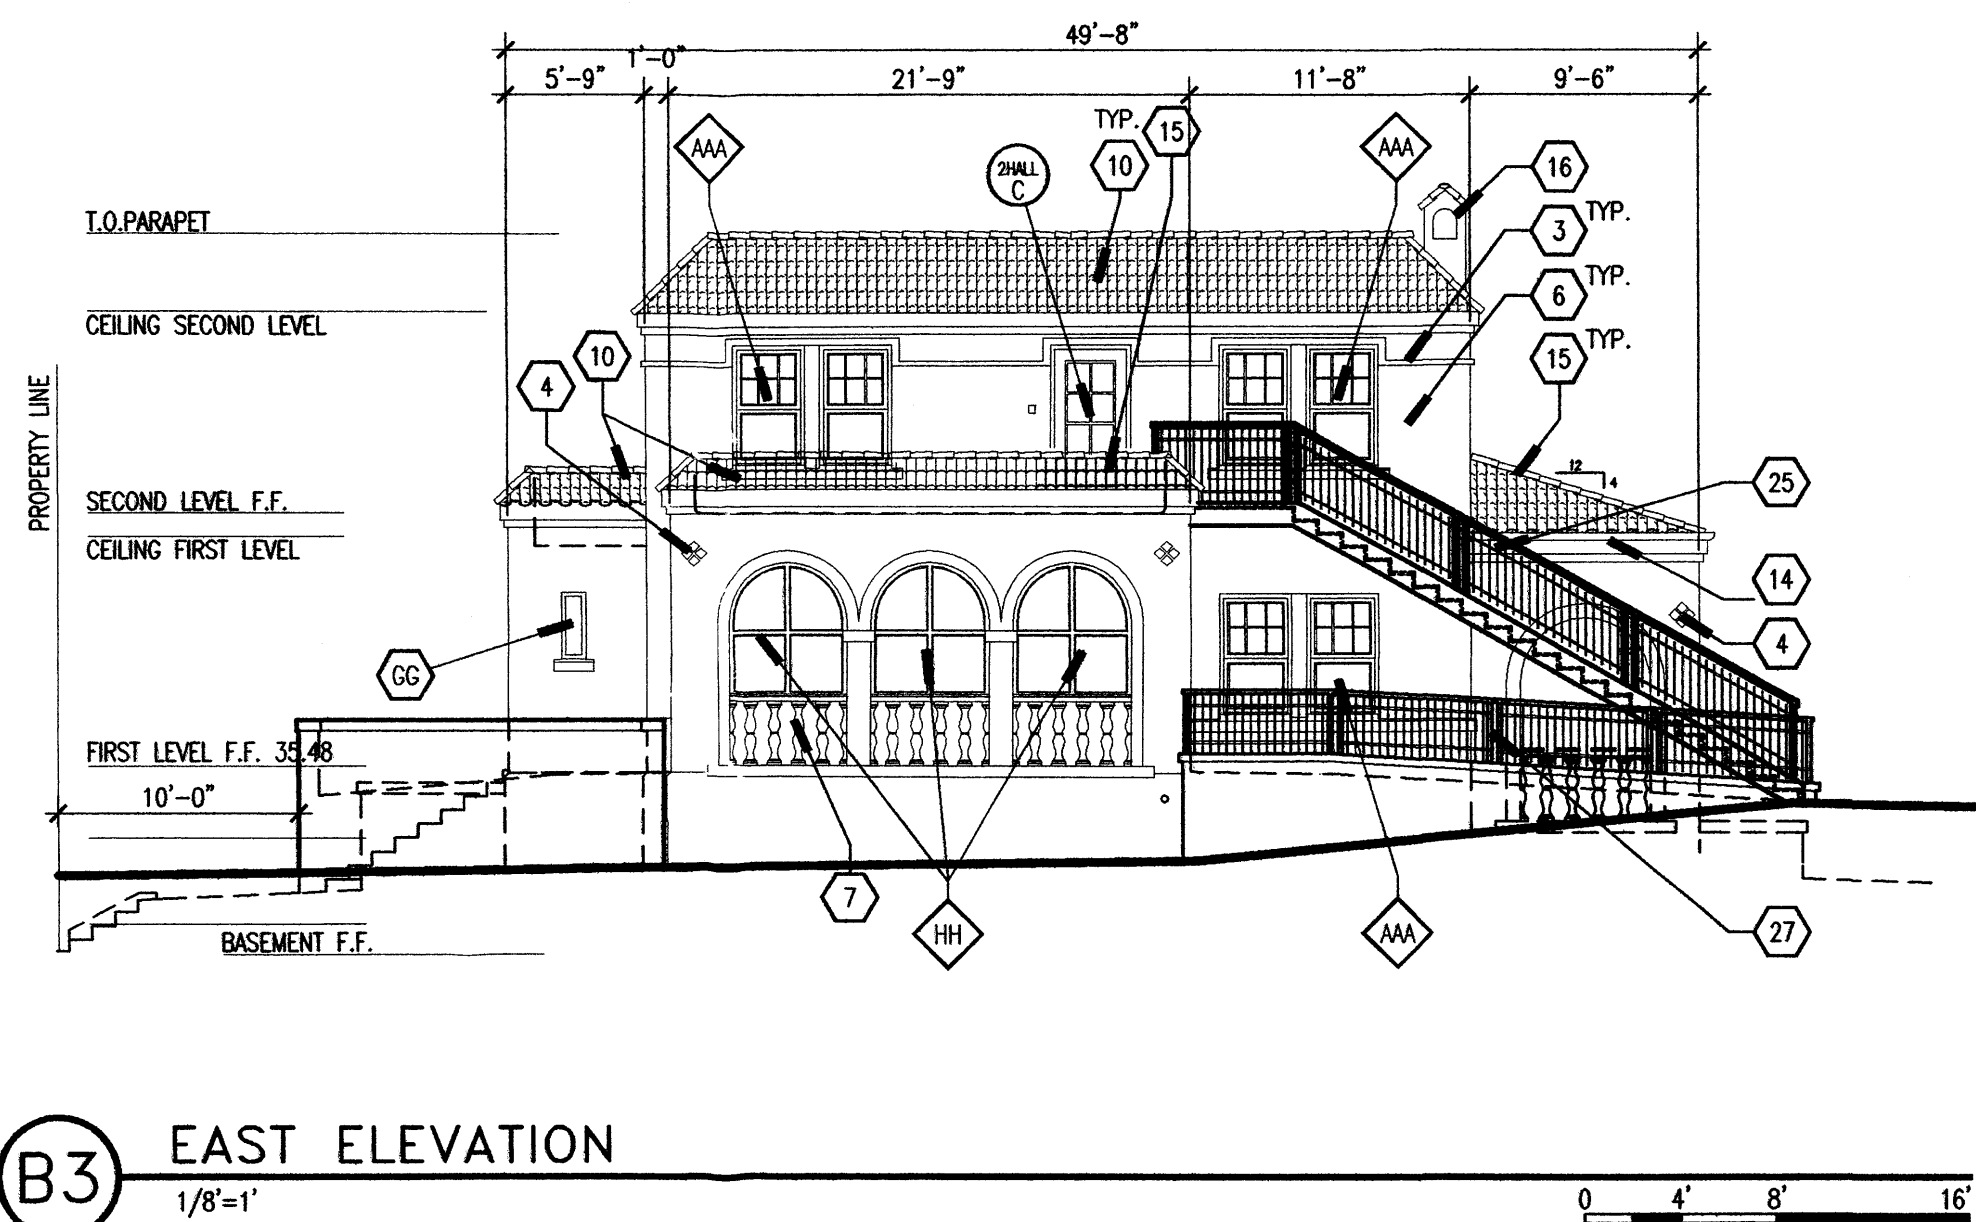 49'-8"
1'-0"
5'-9"
21'-9"
11'-8"
9'-6"
TYP.
15
AAA
2HALL
C
10
AAA
16
T.O.PARAPET
3
TYP.
6
TYP.
CEILING SECOND LEVEL
15
TYP.
10
4
PROPERTY LINE
12
4
25
SECOND LEVEL F.F.
CEILING FIRST LEVEL
14
4
GG
FIRST LEVEL F.F. 35.48
10'-0"
7
HH
AAA
27
BASEMENT F.F.
B3
EAST ELEVATION
1/8'=1'
0 4' 8' 16'